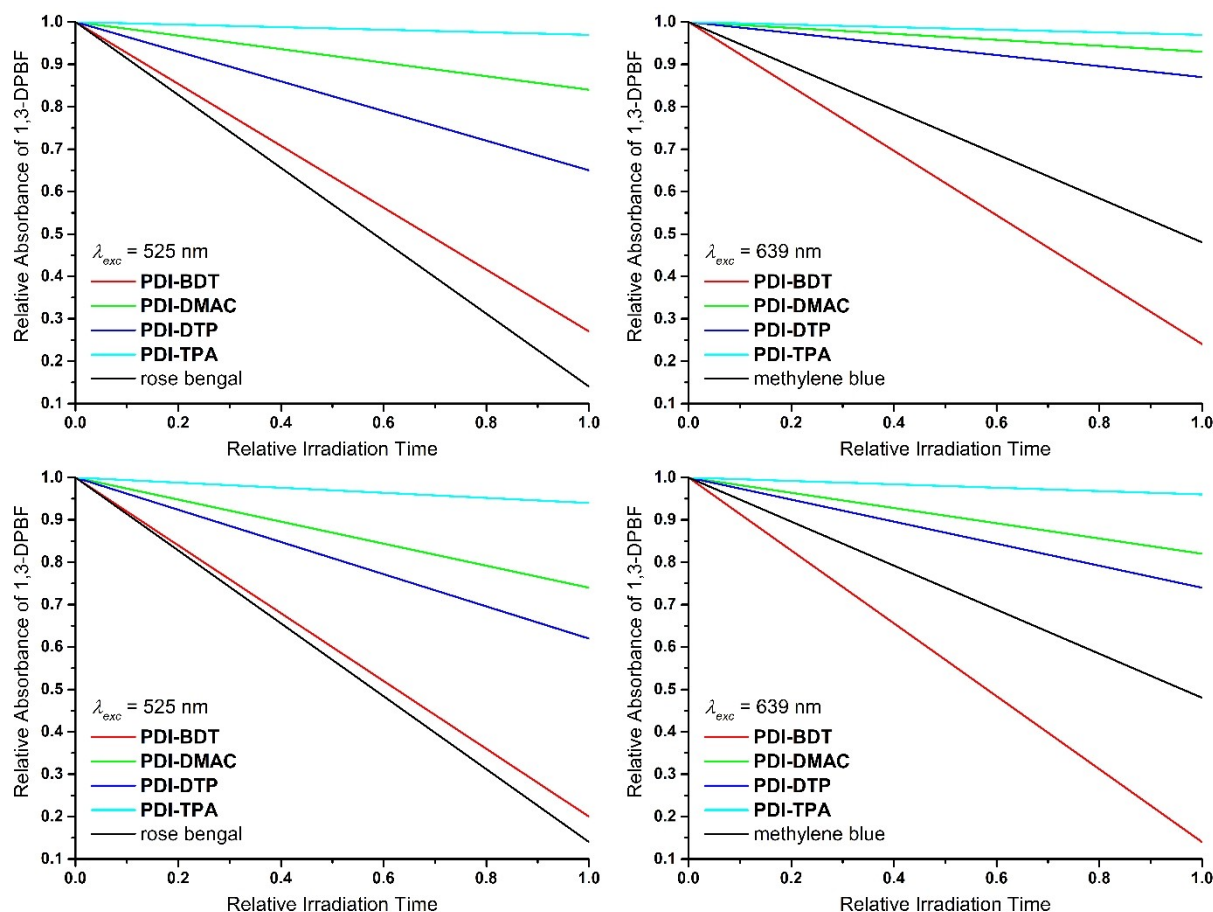 Relative Absorbance of 1,3-DPBF
1.0
0.9
0.8
0.7
0.6
0.5
0.4
0.3
0.2
0.1
λexc = 525 nm
PDI-BDT
PDI-DMAC
PDI-DTP
PDI-TPA
rose bengal
0.0 0.2 0.4 0.6 0.8 1.0
Relative Irradiation Time
Relative Absorbance of 1,3-DPBF
1.0
0.9
0.8
0.7
0.6
0.5
0.4
0.3
0.2
0.1
λexc = 639 nm
PDI-BDT
PDI-DMAC
PDI-DTP
PDI-TPA
methylene blue
0.0 0.2 0.4 0.6 0.8 1.0
Relative Irradiation Time
Relative Absorbance of 1,3-DPBF
1.0
0.9
0.8
0.7
0.6
0.5
0.4
0.3
0.2
0.1
λexc = 525 nm
PDI-BDT
PDI-DMAC
PDI-DTP
PDI-TPA
rose bengal
0.0 0.2 0.4 0.6 0.8 1.0
Relative Irradiation Time
Relative Absorbance of 1,3-DPBF
1.0
0.9
0.8
0.7
0.6
0.5
0.4
0.3
0.2
0.1
λexc = 639 nm
PDI-BDT
PDI-DMAC
PDI-DTP
PDI-TPA
methylene blue
0.0 0.2 0.4 0.6 0.8 1.0
Relative Irradiation Time